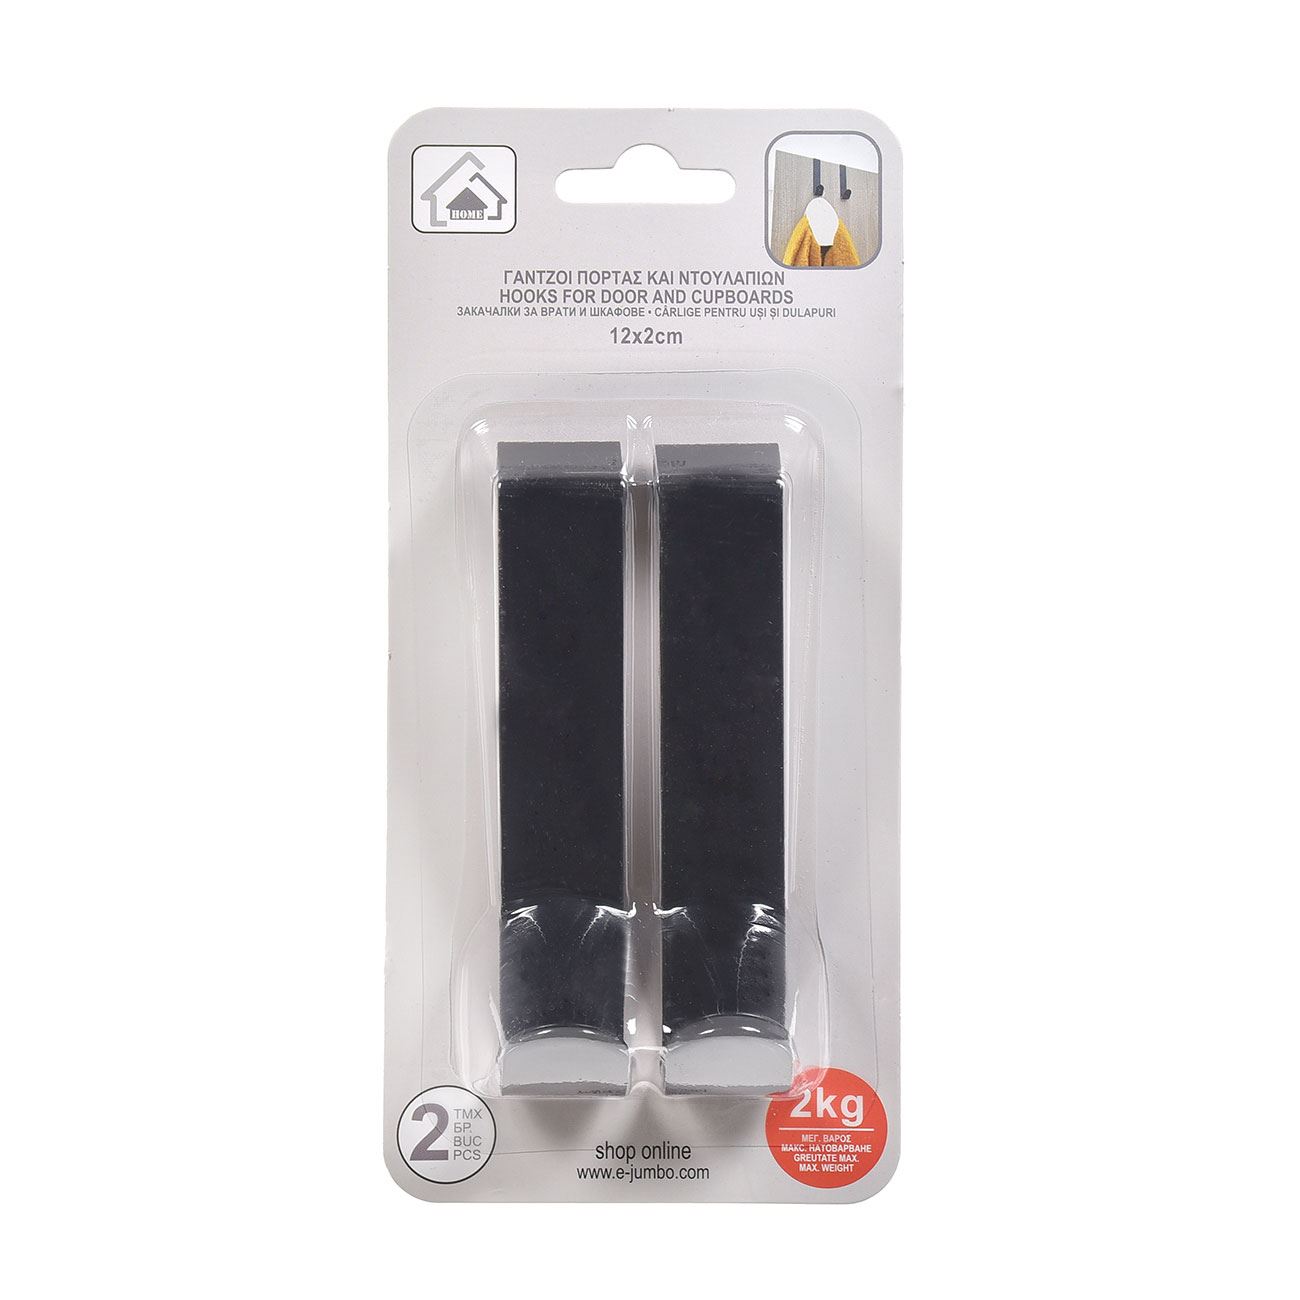 HOME
ΓΑΝΤΖΟΙ ΠΟΡΤΑΣ ΚΑΙ ΝΤΟΥΛΑΠΙΩΝ
HOOKS FOR DOOR AND CUPBOARDS
ЗАКАЧАЛКИ ЗА ВРАТИ И ШКАФОВЕ • CÂRLIGE PENTRU UȘI ȘI DULAPURI
12x2cm
2
ΤΜΧ
БР.
BUC
PCS
shop online
www.e-jumbo.com
2kg
ΜΕΓ. ΒΑΡΟΣ
МАКС. НАТОВАРВАНЕ
GREUTATE MAX.
MAX. WEIGHT